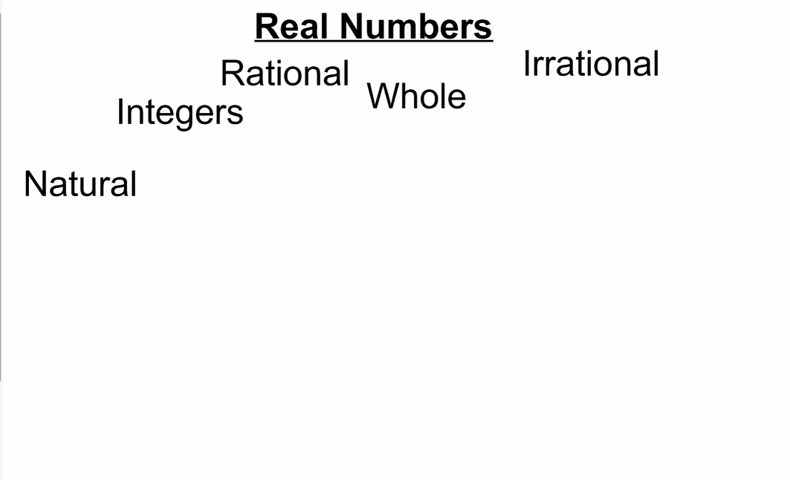 Real Numbers
Rational
Irrational
Whole
Integers
Natural